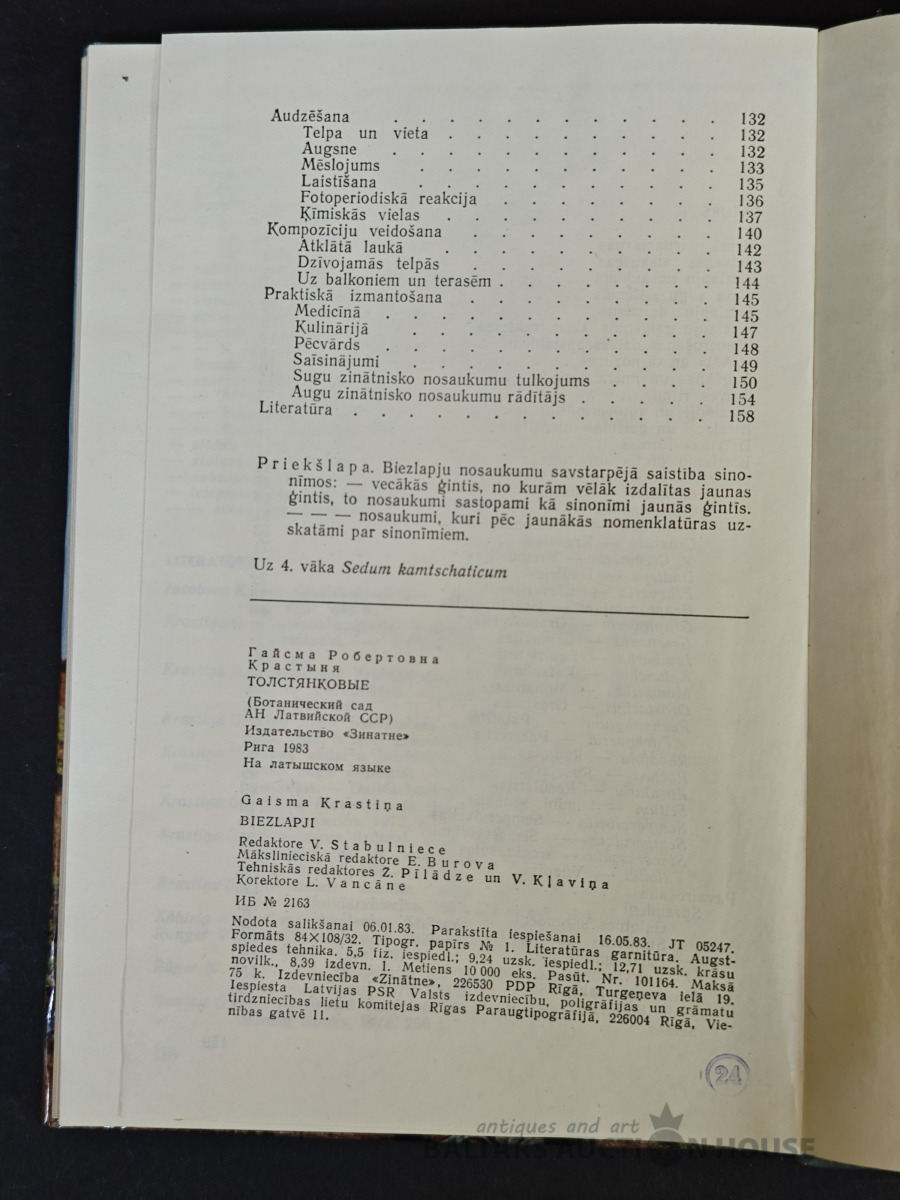 Audzēšana . . . . . . . . . . . . 132
Telpa un vieta . . . . . . . . . . 132
Augsne . . . . . . . . . . . . 132
Mēslojums . . . . . . . . . . . 133
Laistīšana . . . . . . . . . . . 135
Fotoperiodiskā reakcija . . . . . . . . 136
Ķīmiskās vielas . . . . . . . . . . 137
Kompozīciju veidošana . . . . . . . . . 140
Atklātā laukā . . . . . . . . . . 142
Dzīvojamās telpās . . . . . . . . . 143
Uz balkoniem un terasēm . . . . . . . . 144
Praktiskā izmantošana . . . . . . . . . 145
Medicīnā . . . . . . . . . . . . 145
Kulinārijā . . . . . . . . . . . 147
Pēcvārds . . . . . . . . . . . . 148
Saīsinājumi . . . . . . . . . . . 149
Sugu zinātnisko nosaukumu tulkojums . . . . 150
Augu zinātnisko nosaukumu rādītājs . . . . . 154
Literatūra . . . . . . . . . . . . . 158
Priekšlapa. Biezlapju nosaukumu savstarpējā saistība sino-
nīmos: — vecākās ģintis, no kurām vēlāk izdalītas jaunas
ģintis, to nosaukumi sastopami kā sinonīmi jaunās ģintīs.
— — — nosaukumi, kuri pēc jaunākās nomenklatūras uz-
skatāmi par sinonīmiem.
Uz 4. vāka Sedum kamtschaticum
Гайсма Робертовна
Крастыня
ТОЛСТЯНКОВЫЕ
(Ботанический сад
АН Латвийской ССР)
Издательство «Зинатне»
Рига 1983
На латышском языке
Gaisma Krastiņa
BIEZLAPJI
Redaktore V. Stabulniece
Mākslinieciskā redaktore E. Burova
Tehniskās redaktores Z. Pīlādze un V. Kļaviņa
Korektore L. Vancāne
ИБ № 2163
Nodota salikšanai 06.01.83. Parakstīta iespiešanai 16.05.83. JT 05247.
Formāts 84×108/32. Tipogr. papīrs № 1. Literatūras garnitūra. Augst-
spiedes tehnika. 5,5 fiz. iespiedl.; 9,24 uzsk. iespiedl.; 12,71 uzsk. krāsu
novilk., 8,39 izdevn. l. Metiens 10 000 eks. Pasūt. Nr. 101164. Maksā
75 k. Izdevniecība «Zinātne», 226530 PDP Rīgā, Turgeņeva ielā 19.
Iespiesta Latvijas PSR Valsts izdevniecību, poligrāfijas un grāmatu
tirdzniecības lietu komitejas Rīgas Paraugtipogrāfijā, 226004 Rīgā, Vie-
nības gatvē 11.
24
antiques and art
BALTARS AUCTION HOUSE